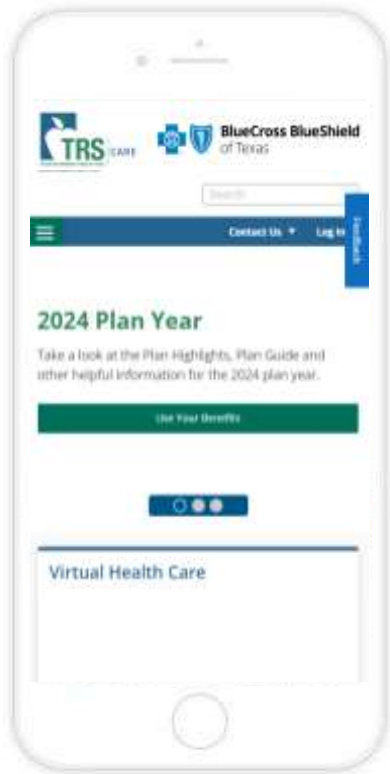 TRS CARE
BlueCross BlueShield
of Texas
Search
Contact Us
Log In
Feedback
2024 Plan Year
Take a look at the Plan Highlights, Plan Guide and
other helpful information for the 2024 plan year.
Use Your Benefits
Virtual Health Care